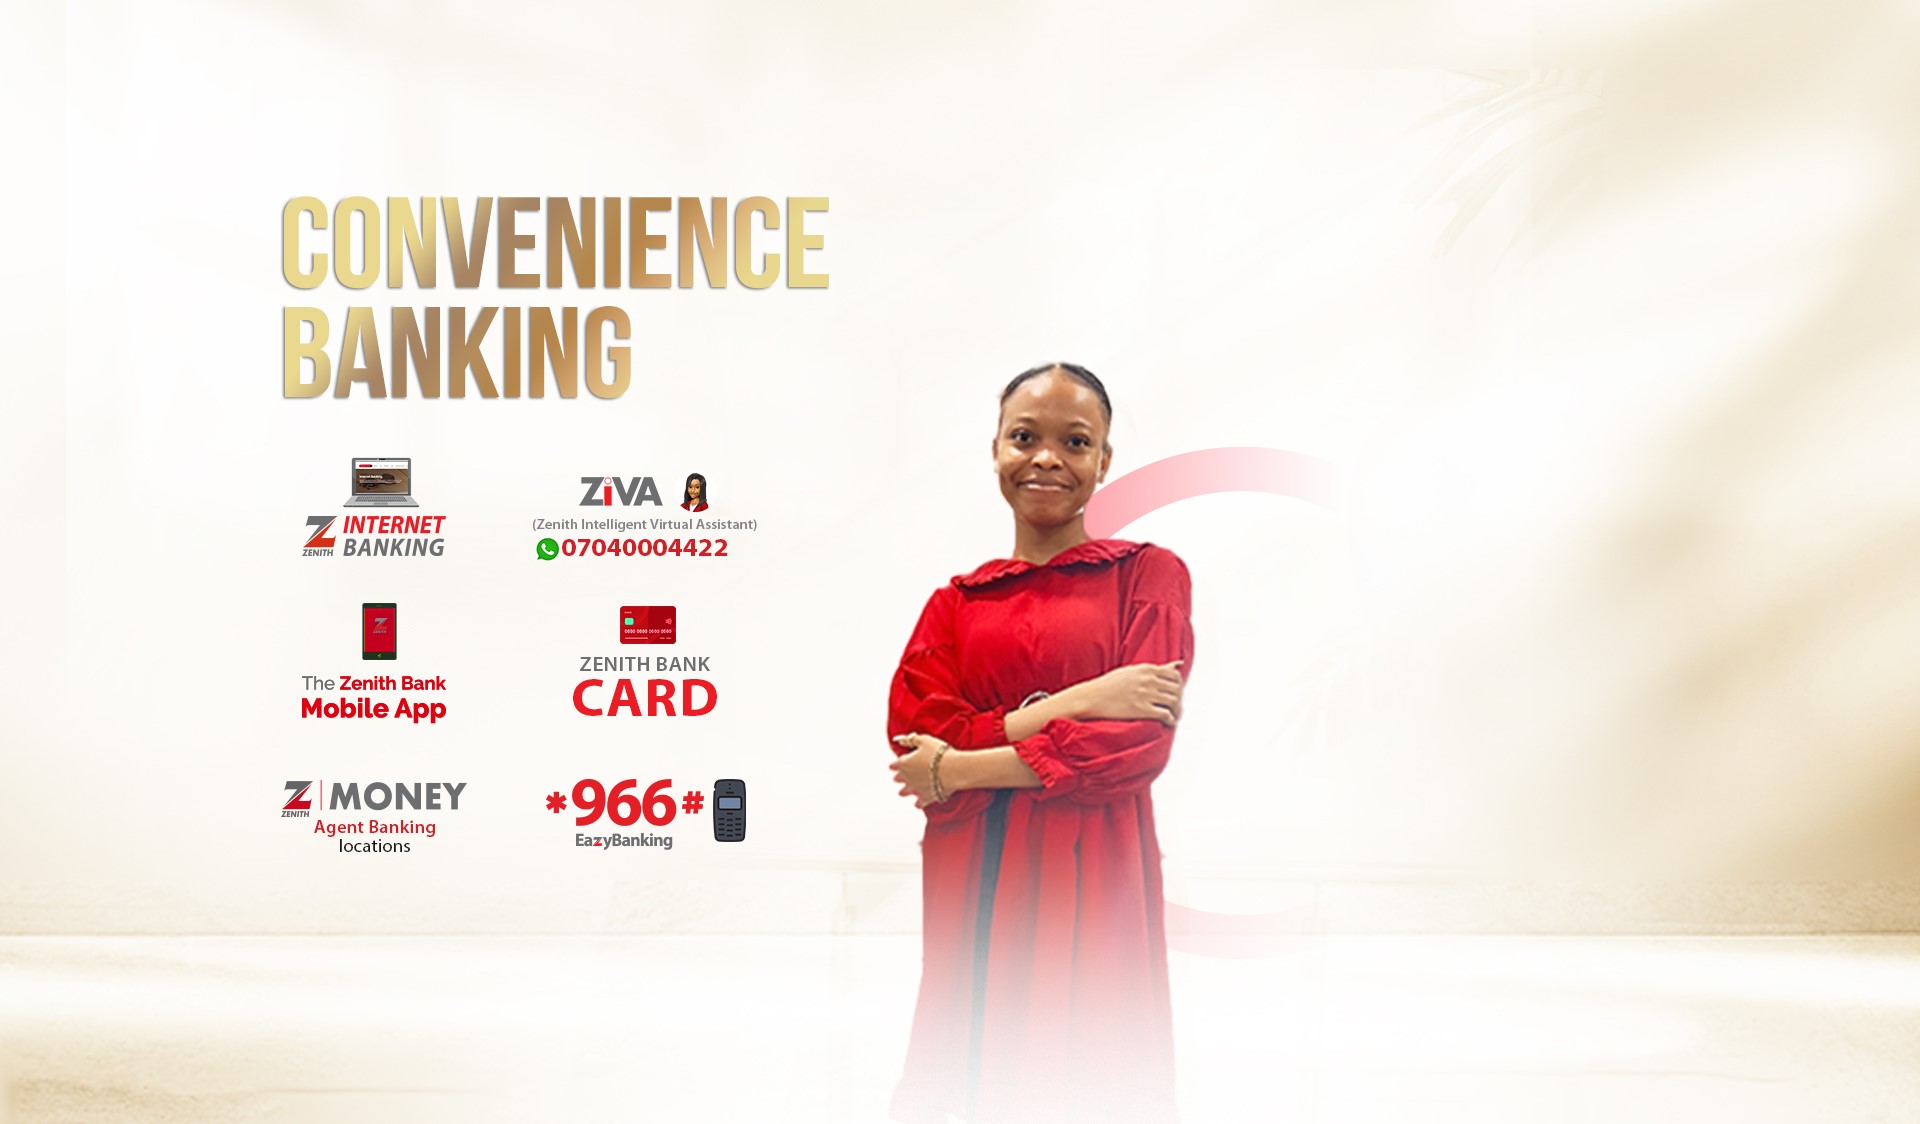 CONVENIENCE
BANKING
ZENITH
INTERNET
BANKING
ZiVA
(Zenith Intelligent Virtual Assistant)
07040004422
The Zenith Bank
Mobile App
ZENITH BANK
CARD
ZENITH
MONEY
Agent Banking
locations
*966#
EazyBanking